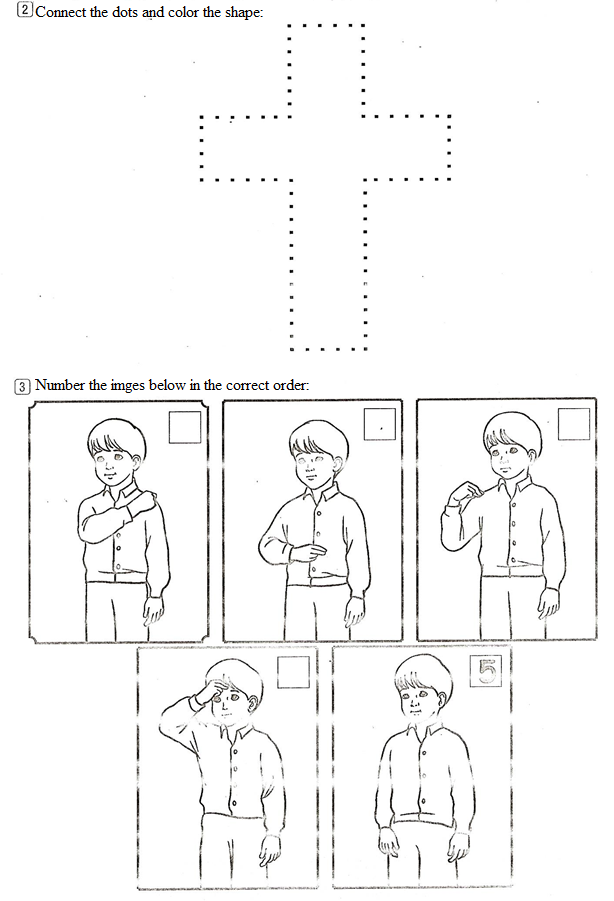 2 Connect the dots and color the shape:
3 Number the imges below in the correct order:
5